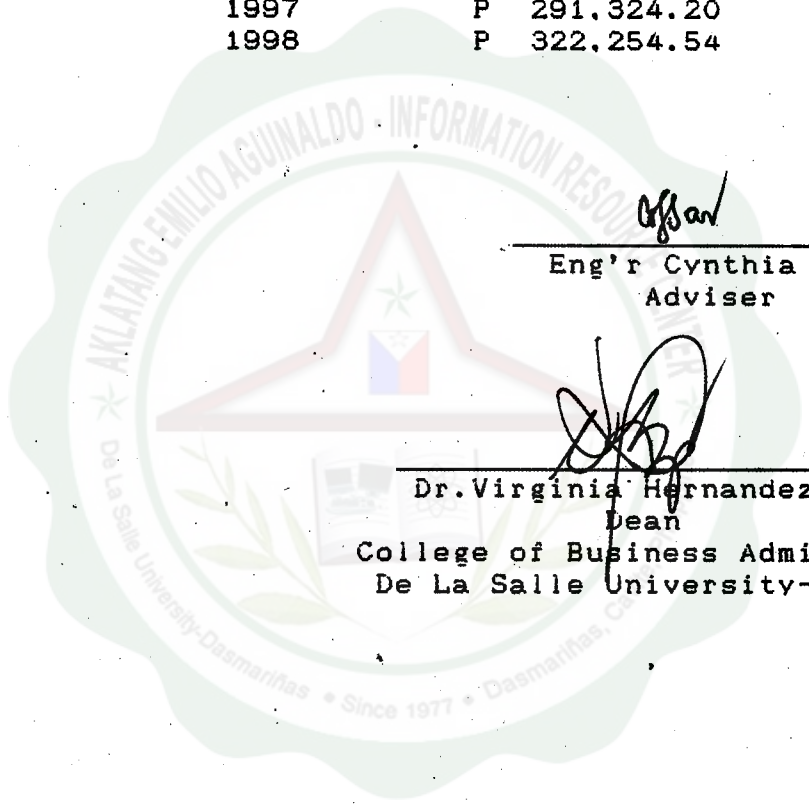 1997 P 291,324.20
1998 P 322,254.54
AKLATANG EMILIO AGUINALDO - INFORMATION RESOURCE CENTER
Eng'r Cynthia
Adviser
Dr.Virginia Hernandez
Dean
College of Business Admi
De La Salle University-
De La Salle University-Dasmariñas • Since 1977 • Dasmariñas,